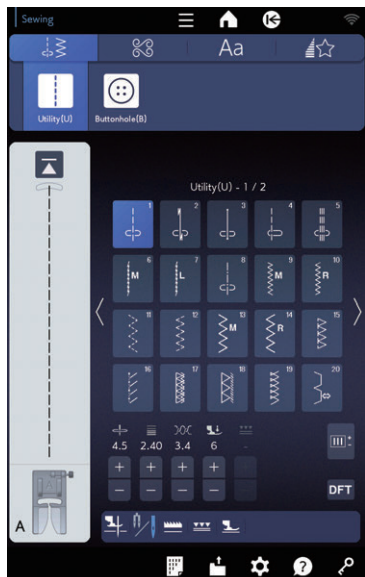 Sewing
Aa
Utility(U) Buttonhole(B)
Utility(U) - 1 / 2
1 2 3 4 5
6 7 8 9 10
M L M R
11 12 13 14 15
M R
16 17 18 19 20
4.5 2.40 3.4 6 -
+ + + +
- - - -
DFT
A
?